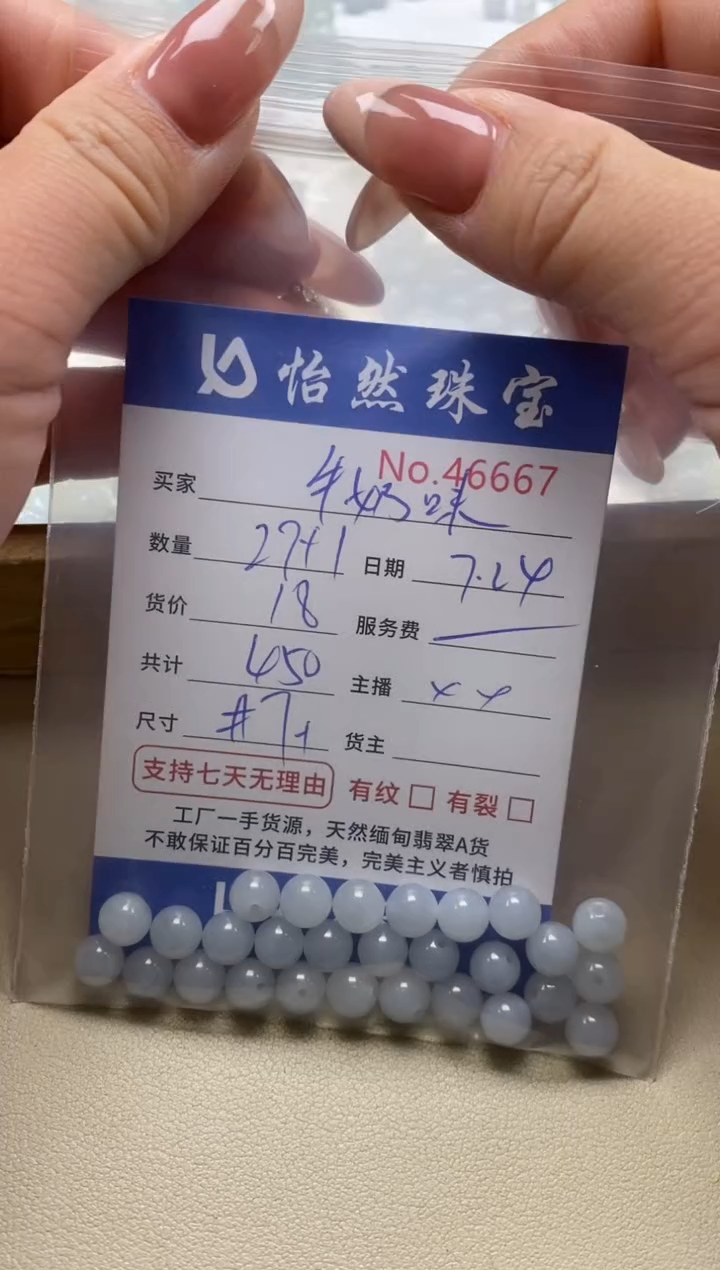 怡然珠宝
No.46667
买家 牛奶味
数量 27+1 日期 7.24
货价 18 服务费
共计 450 主播
尺寸 #7+ 货主
支持七天无理由 有纹 有裂
工厂一手货源，天然缅甸翡翠A货
不敢保证百分百完美，完美主义者慎拍